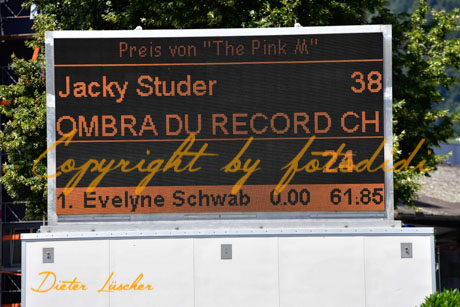 Preis von "The Pink M"
Jacky Studer 38
OMBRA DU RECORD CH
Copyright by fotodidi
24
1. Evelyne Schwab 0.00 61.85
Dieter Lüscher